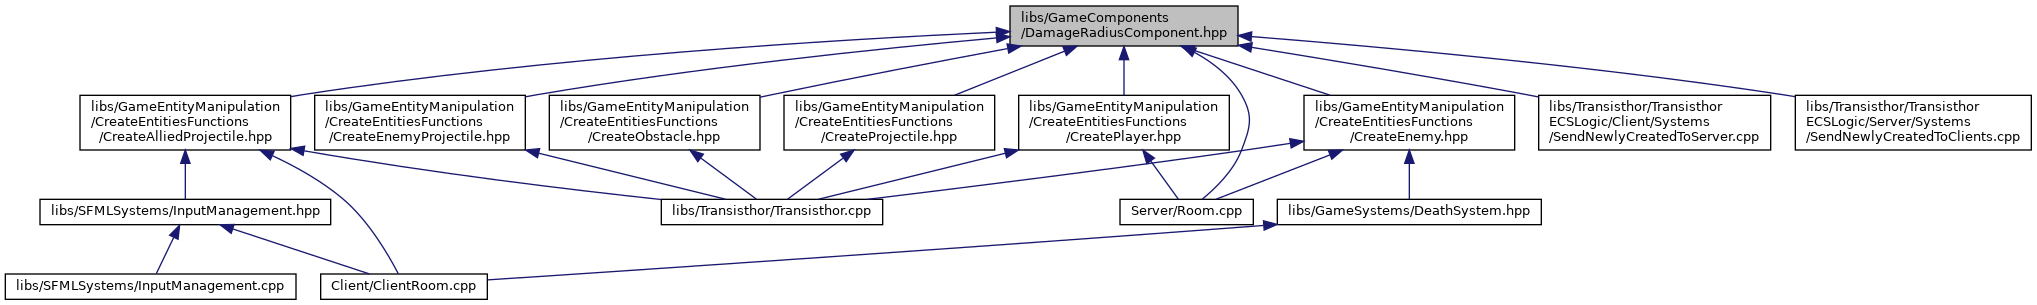 libs/GameComponents
/DamageRadiusComponent.hpp
libs/GameEntityManipulation
/CreateEntitiesFunctions
/CreateAlliedProjectile.hpp
libs/GameEntityManipulation
/CreateEntitiesFunctions
/CreateEnemyProjectile.hpp
libs/GameEntityManipulation
/CreateEntitiesFunctions
/CreateObstacle.hpp
libs/GameEntityManipulation
/CreateEntitiesFunctions
/CreateProjectile.hpp
libs/GameEntityManipulation
/CreateEntitiesFunctions
/CreatePlayer.hpp
libs/GameEntityManipulation
/CreateEntitiesFunctions
/CreateEnemy.hpp
libs/Transisthor/Transisthor
ECSLogic/Client/Systems
/SendNewlyCreatedToServer.cpp
libs/Transisthor/Transisthor
ECSLogic/Server/Systems
/SendNewlyCreatedToClients.cpp
libs/SFMLSystems/InputManagement.hpp
libs/Transisthor/Transisthor.cpp
Server/Room.cpp
libs/GameSystems/DeathSystem.hpp
libs/SFMLSystems/InputManagement.cpp
Client/ClientRoom.cpp